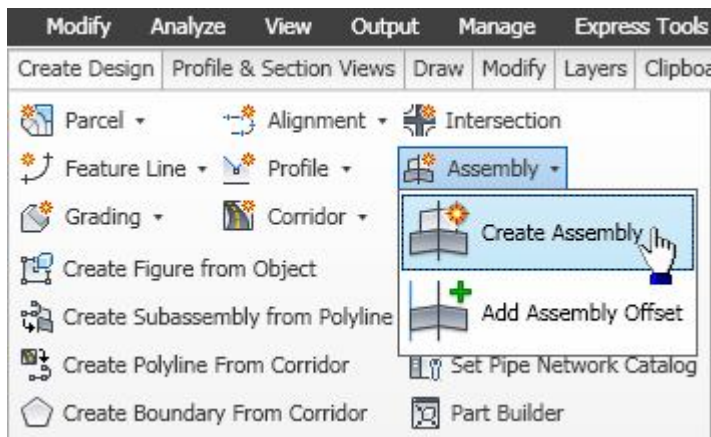 Modify Analyze View Output Manage Express Tools
Create Design Profile & Section Views Draw Modify Layers
Parcel Alignment Intersection
Feature Line Profile Assembly
Grading Corridor Create Assembly
Create Figure from Object
Create Subassembly from Polyline Add Assembly Offset
Create Polyline From Corridor Set Pipe Network Catalog
Create Boundary From Corridor Part Builder